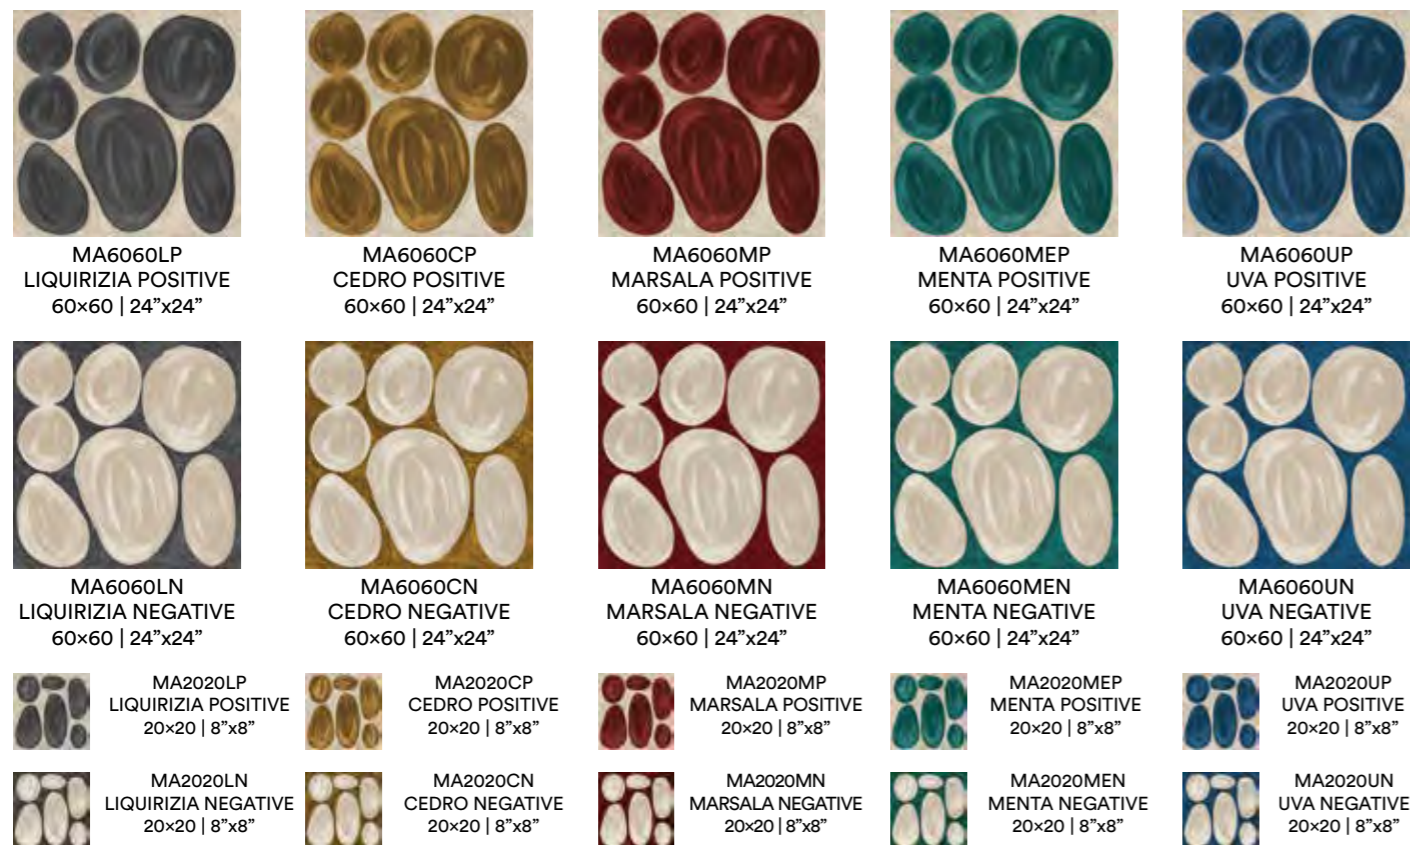 MA6060LP
LIQUIRIZIA POSITIVE
60×60 | 24”x24”
MA6060CP
CEDRO POSITIVE
60×60 | 24”x24”
MA6060MP
MARSALA POSITIVE
60×60 | 24”x24”
MA6060MEP
MENTA POSITIVE
60×60 | 24”x24”
MA6060UP
UVA POSITIVE
60×60 | 24”x24”
MA6060LN
LIQUIRIZIA NEGATIVE
60×60 | 24”x24”
MA6060CN
CEDRO NEGATIVE
60×60 | 24”x24”
MA6060MN
MARSALA NEGATIVE
60×60 | 24”x24”
MA6060MEN
MENTA NEGATIVE
60×60 | 24”x24”
MA6060UN
UVA NEGATIVE
60×60 | 24”x24”
MA2020LP
LIQUIRIZIA POSITIVE
20×20 | 8”x8”
MA2020CP
CEDRO POSITIVE
20×20 | 8”x8”
MA2020MP
MARSALA POSITIVE
20×20 | 8”x8”
MA2020MEP
MENTA POSITIVE
20×20 | 8”x8”
MA2020UP
UVA POSITIVE
20×20 | 8”x8”
MA2020LN
LIQUIRIZIA NEGATIVE
20×20 | 8”x8”
MA2020CN
CEDRO NEGATIVE
20×20 | 8”x8”
MA2020MN
MARSALA NEGATIVE
20×20 | 8”x8”
MA2020MEN
MENTA NEGATIVE
20×20 | 8”x8”
MA2020UN
UVA NEGATIVE
20×20 | 8”x8”